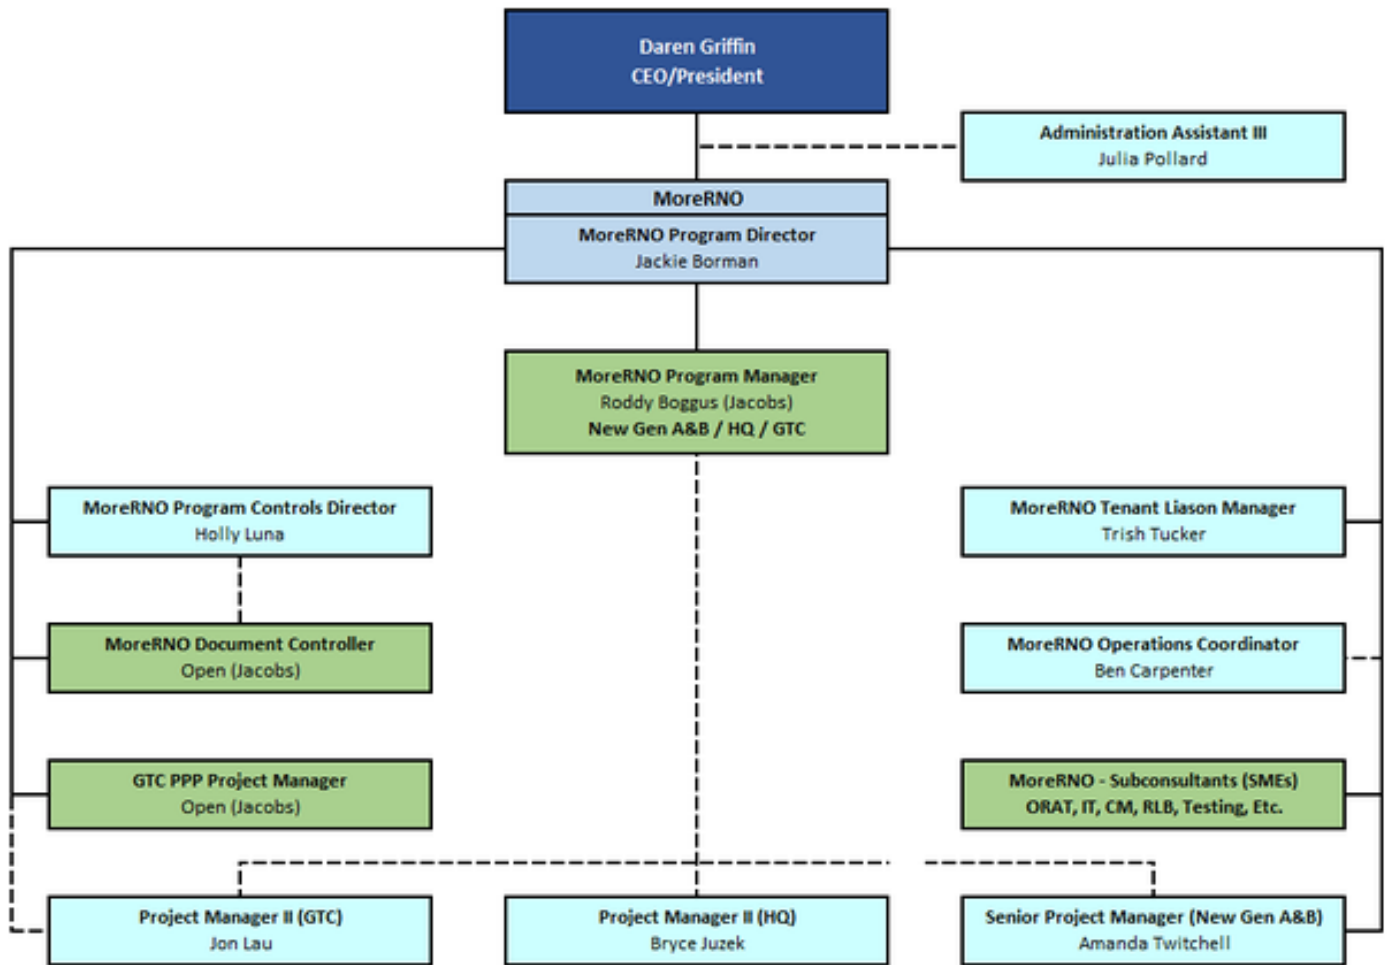 Daren Griffin
CEO/President
Administration Assistant III
Julia Pollard
MoreRNO
MoreRNO Program Director
Jackie Borman
MoreRNO Program Manager
Roddy Boggus (Jacobs)
New Gen A&B / HQ / GTC
MoreRNO Program Controls Director
Holly Luna
MoreRNO Tenant Liason Manager
Trish Tucker
MoreRNO Document Controller
Open (Jacobs)
MoreRNO Operations Coordinator
Ben Carpenter
GTC PPP Project Manager
Open (Jacobs)
MoreRNO - Subconsultants (SMEs)
ORAT, IT, CM, RLB, Testing, Etc.
Project Manager II (GTC)
Jon Lau
Project Manager II (HQ)
Bryce Juzek
Senior Project Manager (New Gen A&B)
Amanda Twitchell